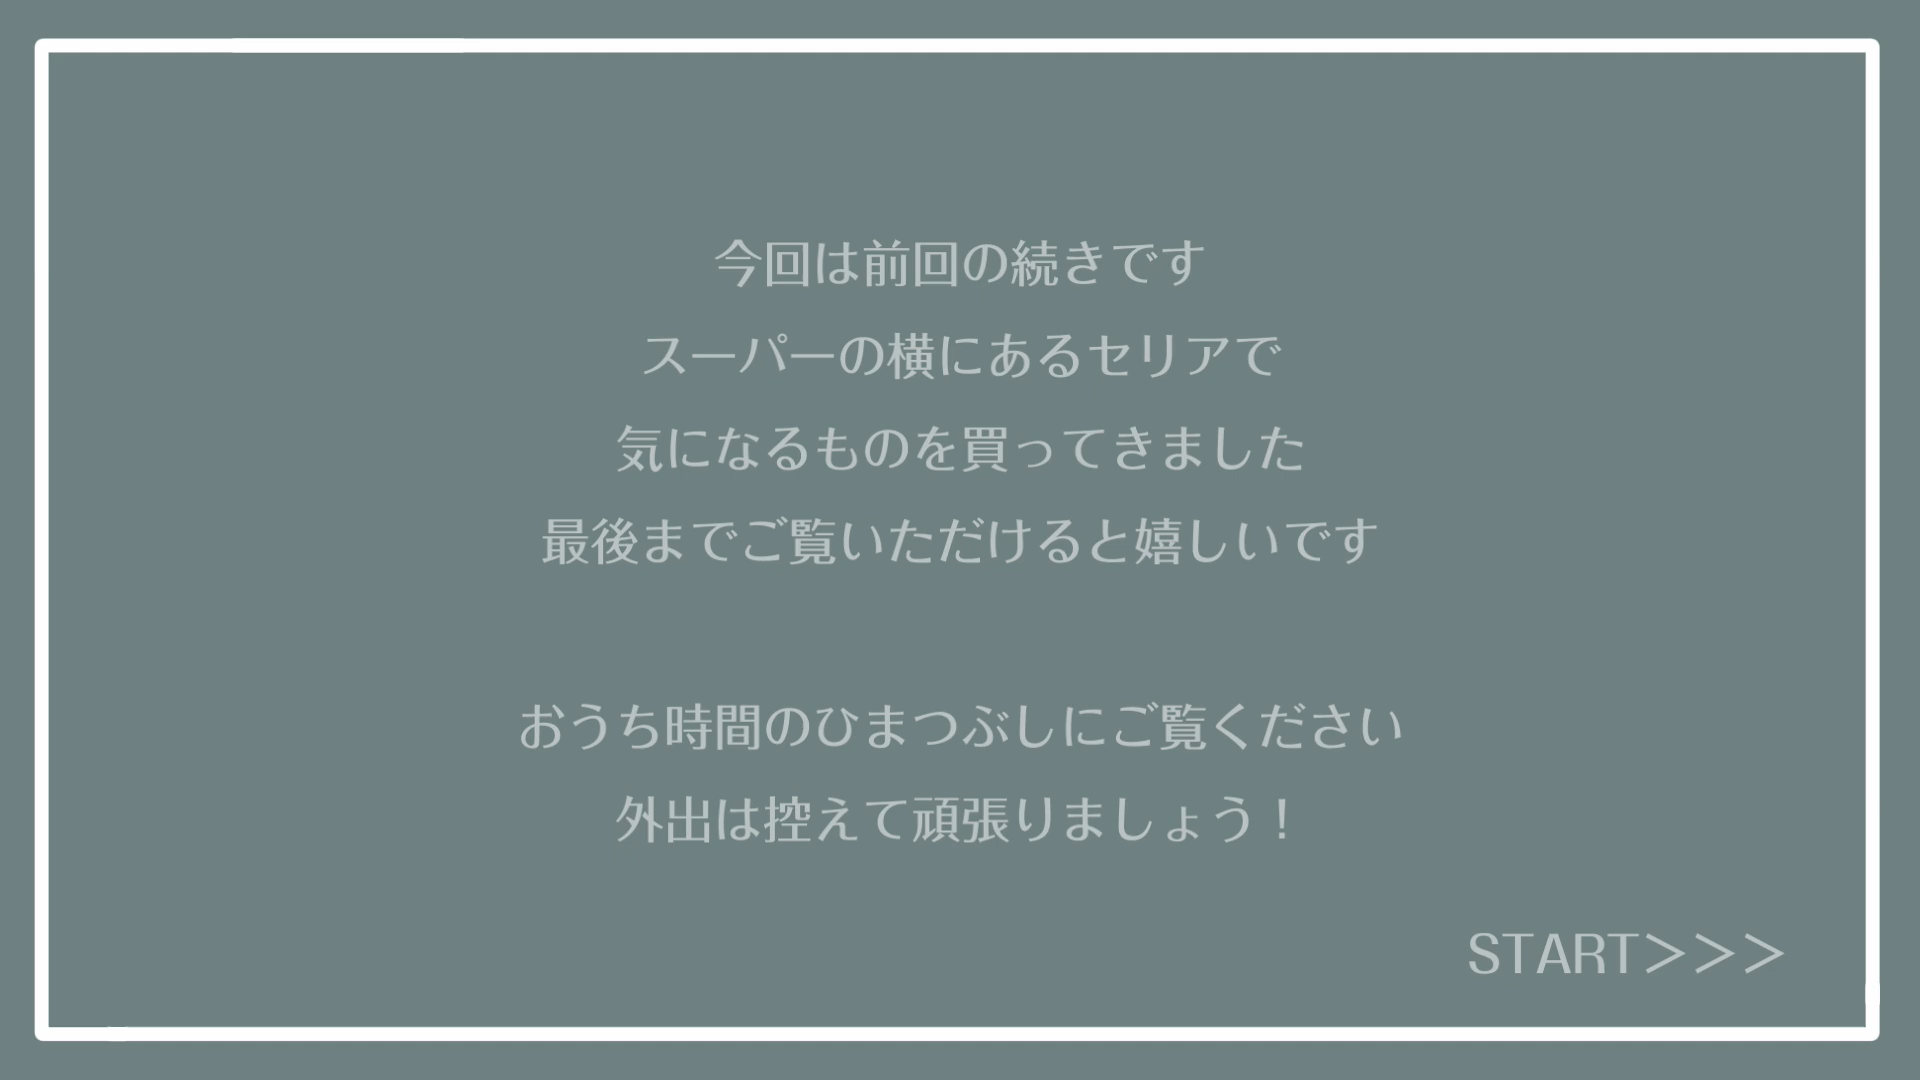 今回は前回の続きです
スーパーの横にあるセリアで
気になるものを買ってきました
最後までご覧いただけると嬉しいです
おうち時間のひまつぶしにご覧ください
外出は控えて頑張りましょう！
START＞＞＞